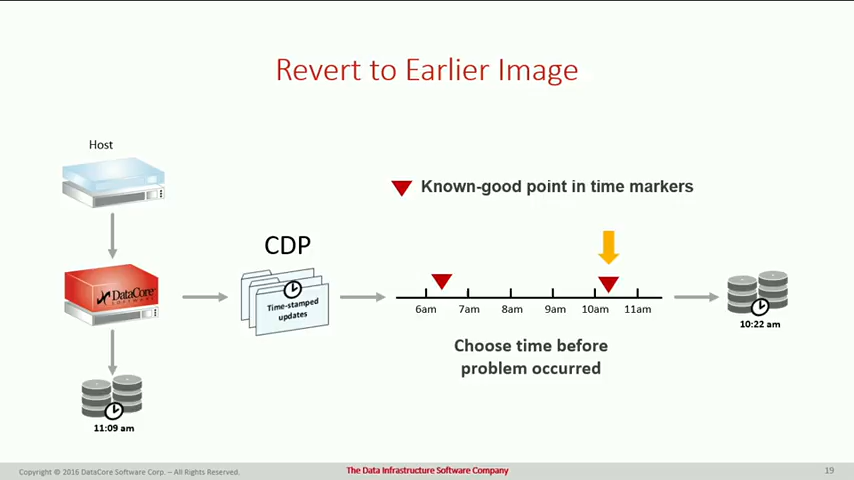 Revert to Earlier Image
Host
Known-good point in time markers
CDP
DataCore
SOFTWARE
Time-stamped
updates
6am 7am 8am 9am 10am 11am
10:22 am
Choose time before
problem occurred
11:09 am
Copyright © 2016 DataCore Software Corp. – All Rights Reserved.
The Data Infrastructure Software Company
19